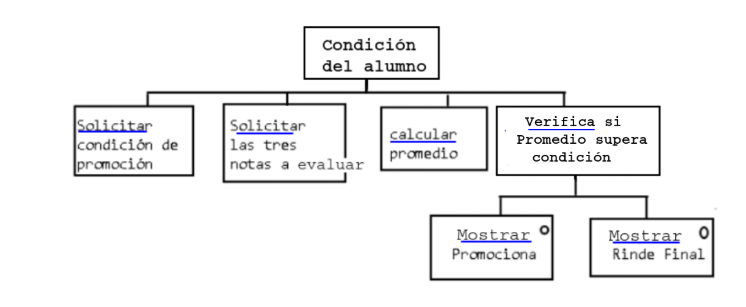 Condición
del alumno
Solicitar
condición de
promoción
Solicitar
las tres
notas a evaluar
calcular
promedio
Verifica si
Promedio supera
condición
Mostrar
Promociona
Mostrar
Rinde Final